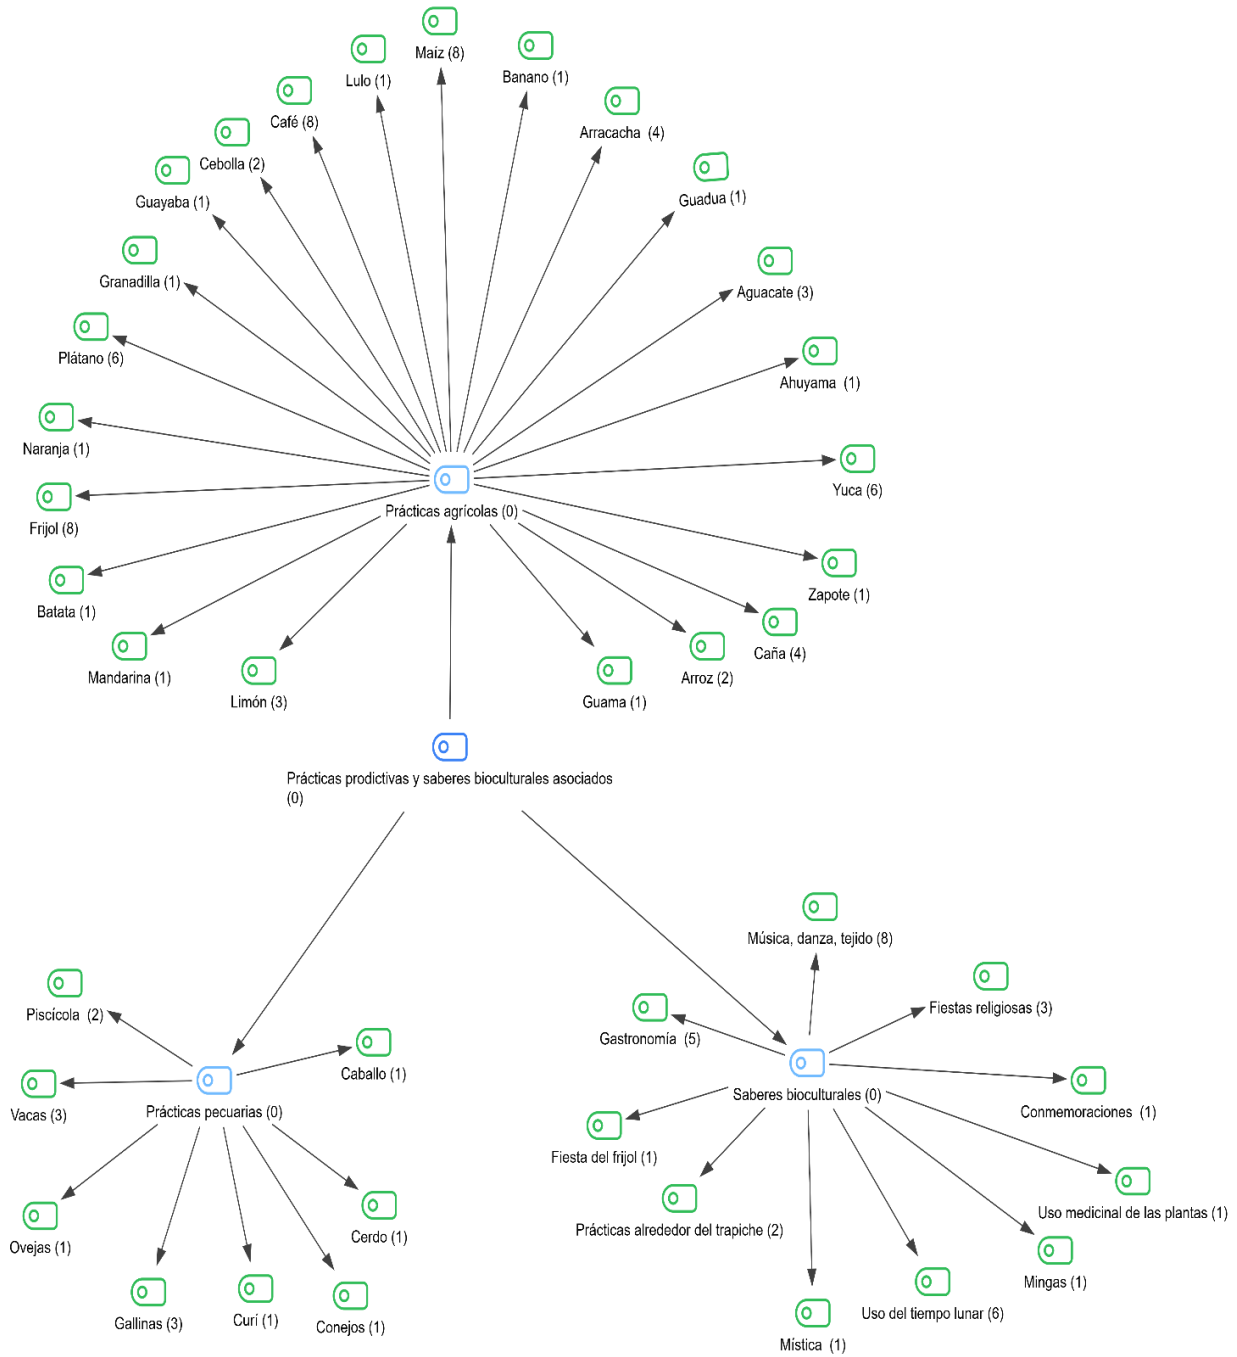 Maíz (8)
Lulo (1)
Banano (1)
Café (8)
Arracacha (4)
Cebolla (2)
Guayaba (1)
Guadua (1)
Granadilla (1)
Aguacate (3)
Plátano (6)
Ahuyama (1)
Naranja (1)
Yuca (6)
Prácticas agrícolas (0)
Frijol (8)
Zapote (1)
Batata (1)
Caña (4)
Mandarina (1)
Arroz (2)
Limón (3)
Guama (1)
Prácticas prodictivas y saberes bioculturales asociados
(0)
Música, danza, tejido (8)
Piscícola (2)
Fiestas religiosas (3)
Gastronomía (5)
Caballo (1)
Saberes bioculturales (0)
Vacas (3)
Prácticas pecuarias (0)
Conmemoraciones (1)
Fiesta del frijol (1)
Uso medicinal de las plantas (1)
Prácticas alrededor del trapiche (2)
Cerdo (1)
Ovejas (1)
Mingas (1)
Uso del tiempo lunar (6)
Gallinas (3)
Curí (1)
Conejos (1)
Mística (1)